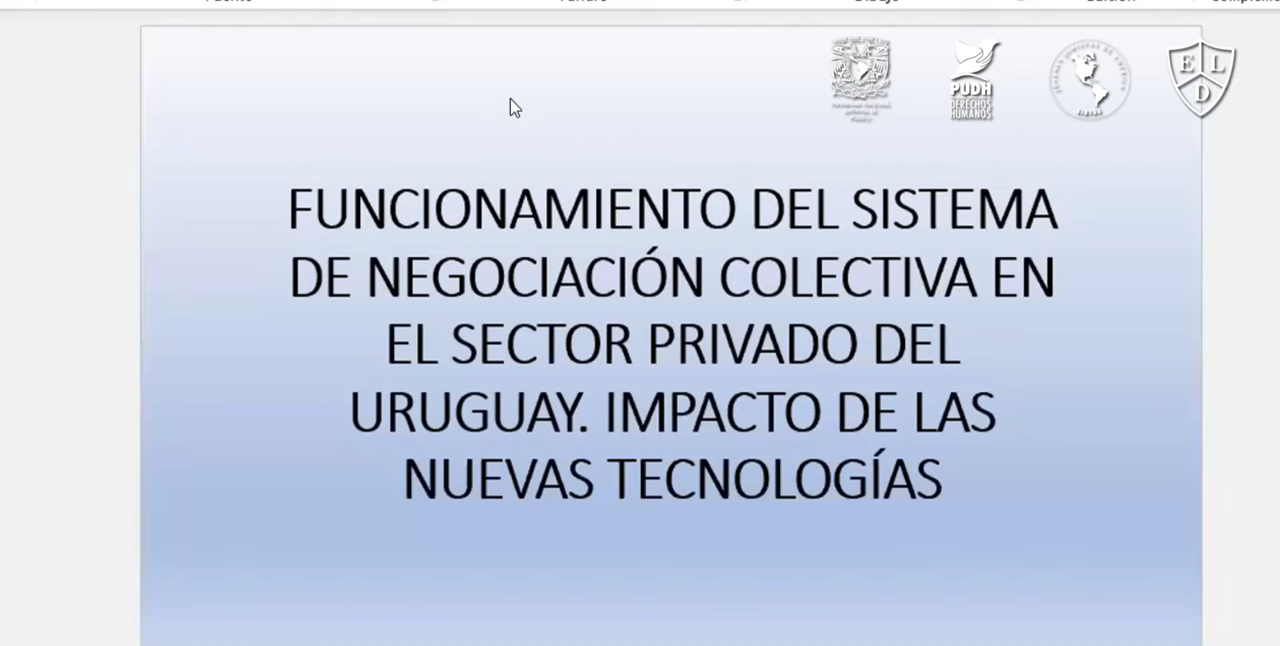 PUDH
DERECHOS
HUMANOS
E L
D
FUNCIONAMIENTO DEL SISTEMA
DE NEGOCIACIÓN COLECTIVA EN
EL SECTOR PRIVADO DEL
URUGUAY. IMPACTO DE LAS
NUEVAS TECNOLOGÍAS